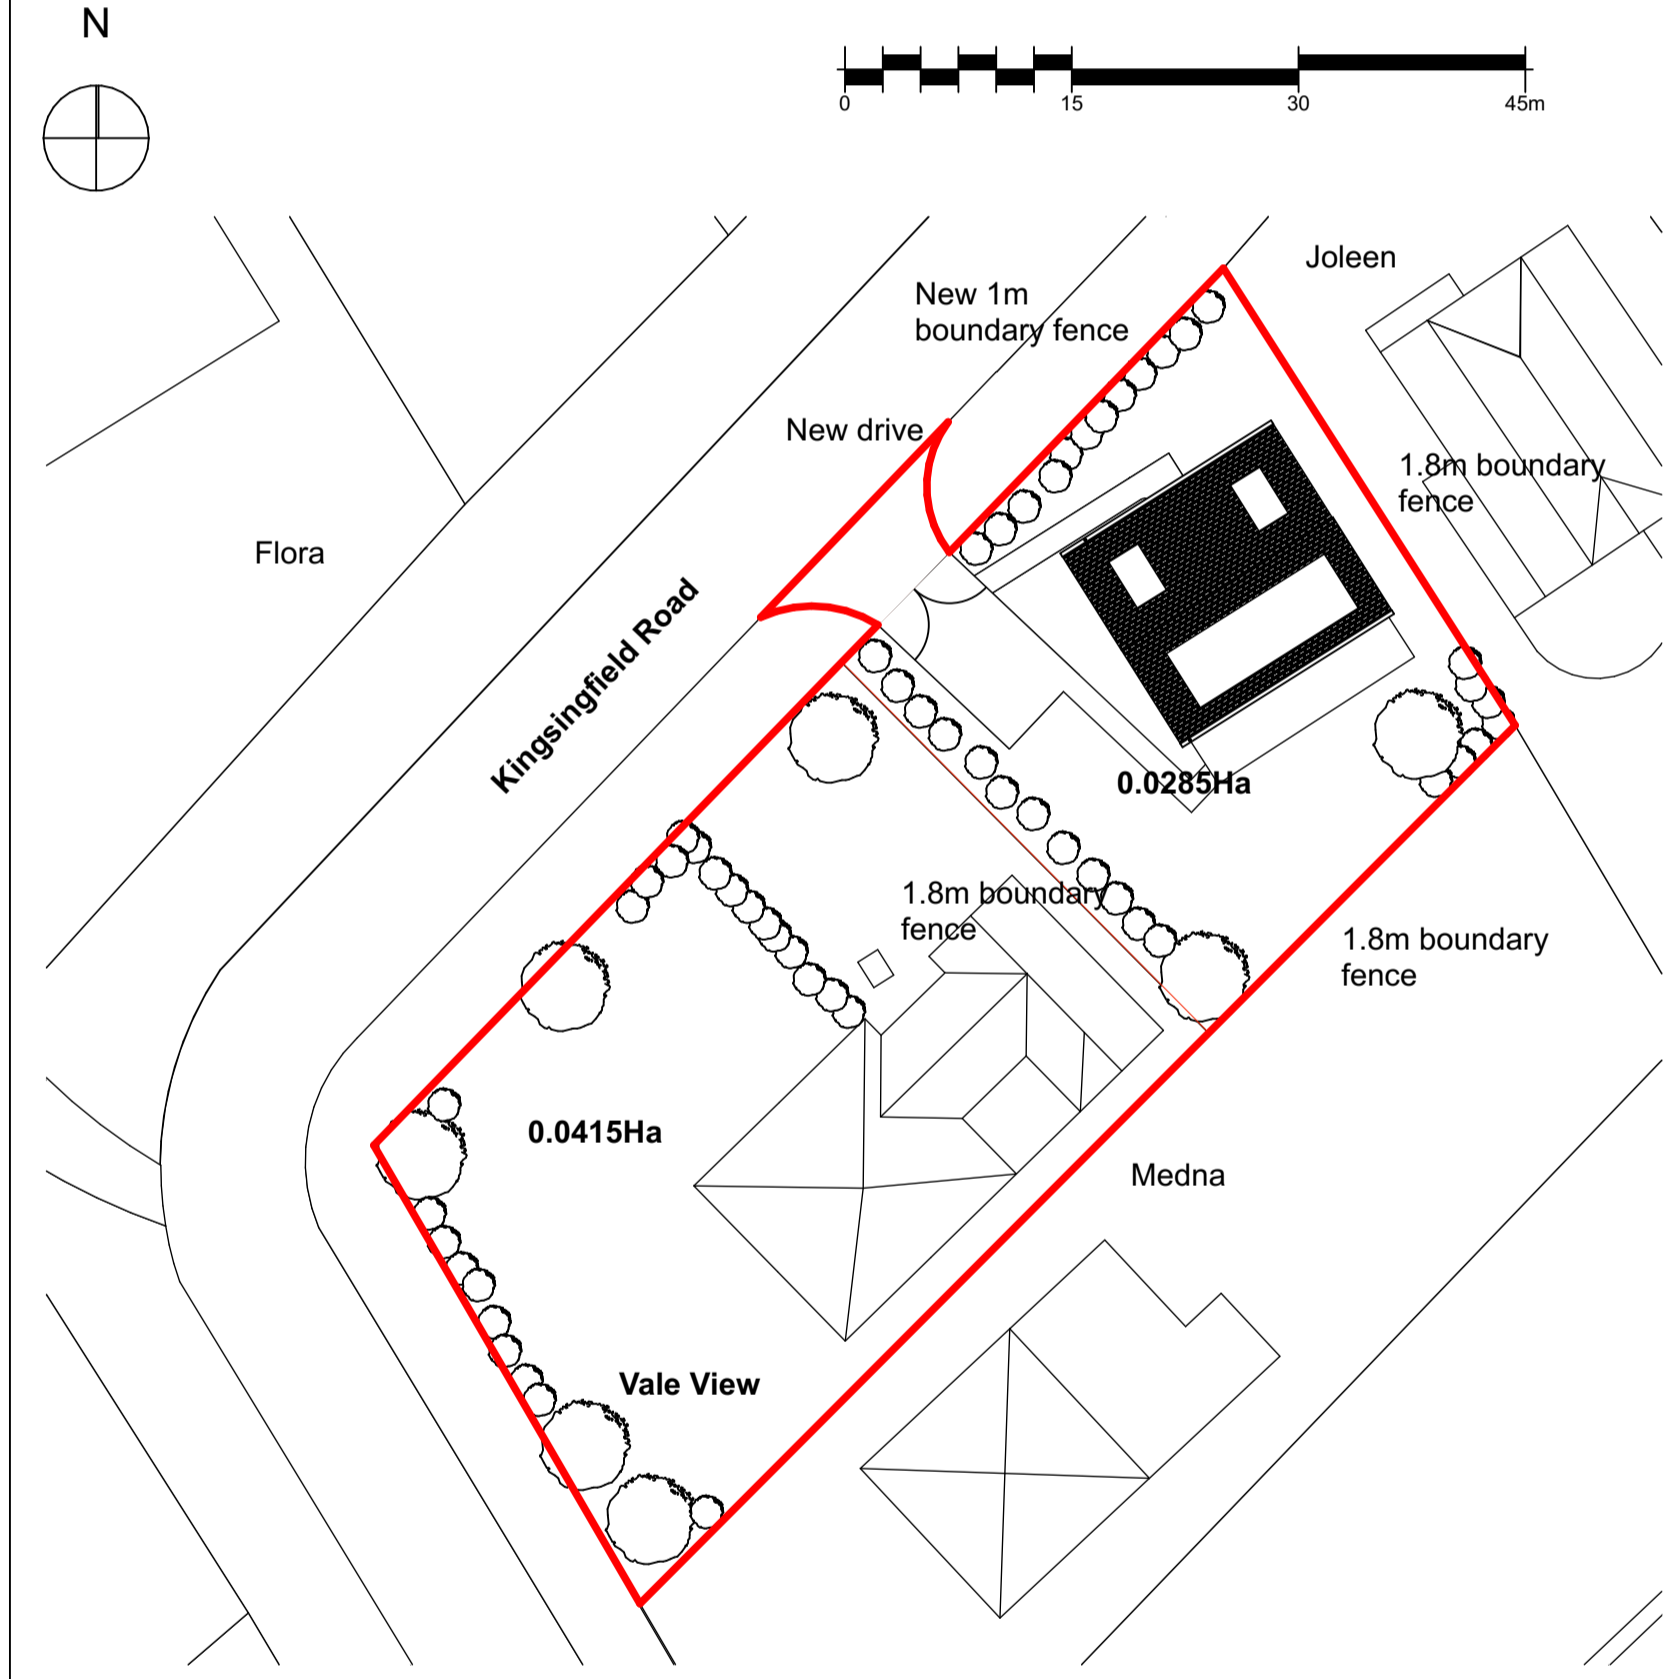 N
0 15 30 45m
Joleen
New 1m
boundary fence
New drive
1.8m boundary
fence
Flora
Kingsingfield Road
0.0285Ha
1.8m boundary
fence
1.8m boundary
fence
0.0415Ha
Medna
Vale View